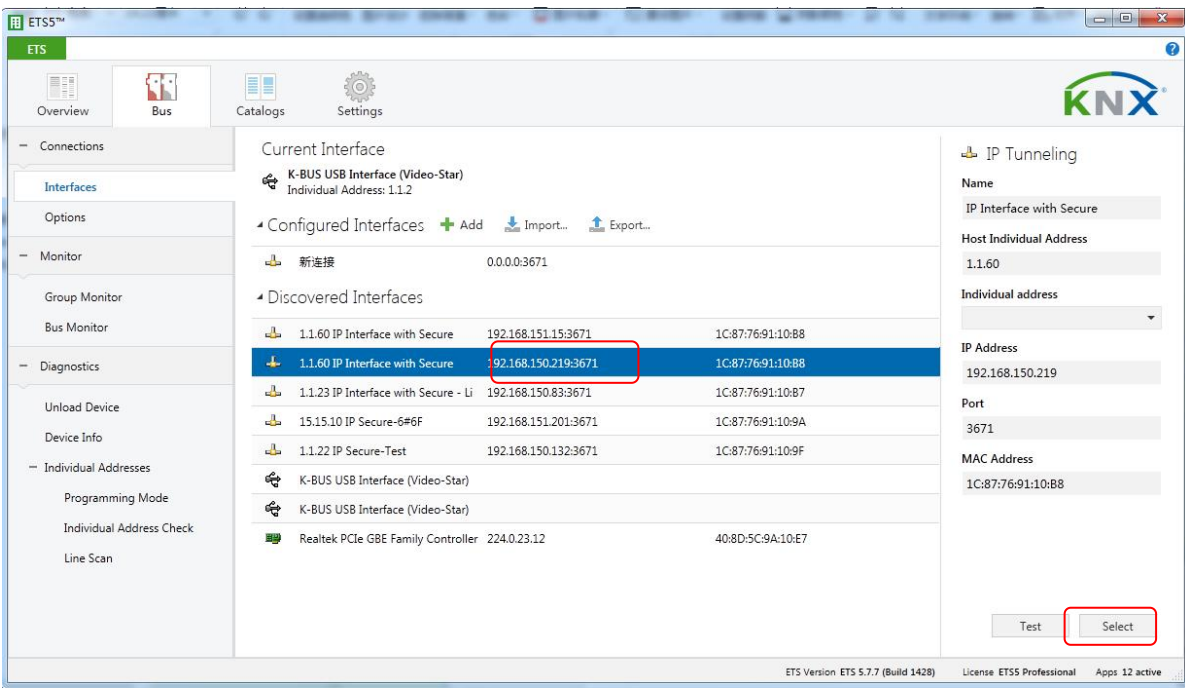 ETS5™
ETS
Overview
Bus
Catalogs
Settings
KNX
Connections
Interfaces
Options
Monitor
Group Monitor
Bus Monitor
Diagnostics
Unload Device
Device Info
Individual Addresses
Programming Mode
Individual Address Check
Line Scan
Current Interface
K-BUS USB Interface (Video-Star)
Individual Address: 1.1.2
Configured Interfaces Add Import... Export...
新连接 0.0.0.0:3671
Discovered Interfaces
1.1.60 IP Interface with Secure 192.168.151.15:3671 1C:87:76:91:10:B8
1.1.60 IP Interface with Secure 192.168.150.219:3671 1C:87:76:91:10:B8
1.1.23 IP Interface with Secure - Li 192.168.150.83:3671 1C:87:76:91:10:B7
15.15.10 IP Secure-6#6F 192.168.151.201:3671 1C:87:76:91:10:9A
1.1.22 IP Secure-Test 192.168.150.132:3671 1C:87:76:91:10:9F
K-BUS USB Interface (Video-Star)
K-BUS USB Interface (Video-Star)
Realtek PCIe GBE Family Controller 224.0.23.12 40:8D:5C:9A:10:E7
IP Tunneling
Name
IP Interface with Secure
Host Individual Address
1.1.60
Individual address
IP Address
192.168.150.219
Port
3671
MAC Address
1C:87:76:91:10:B8
Test Select
ETS Version ETS 5.7.7 (Build 1428) License ETS5 Professional Apps 12 active